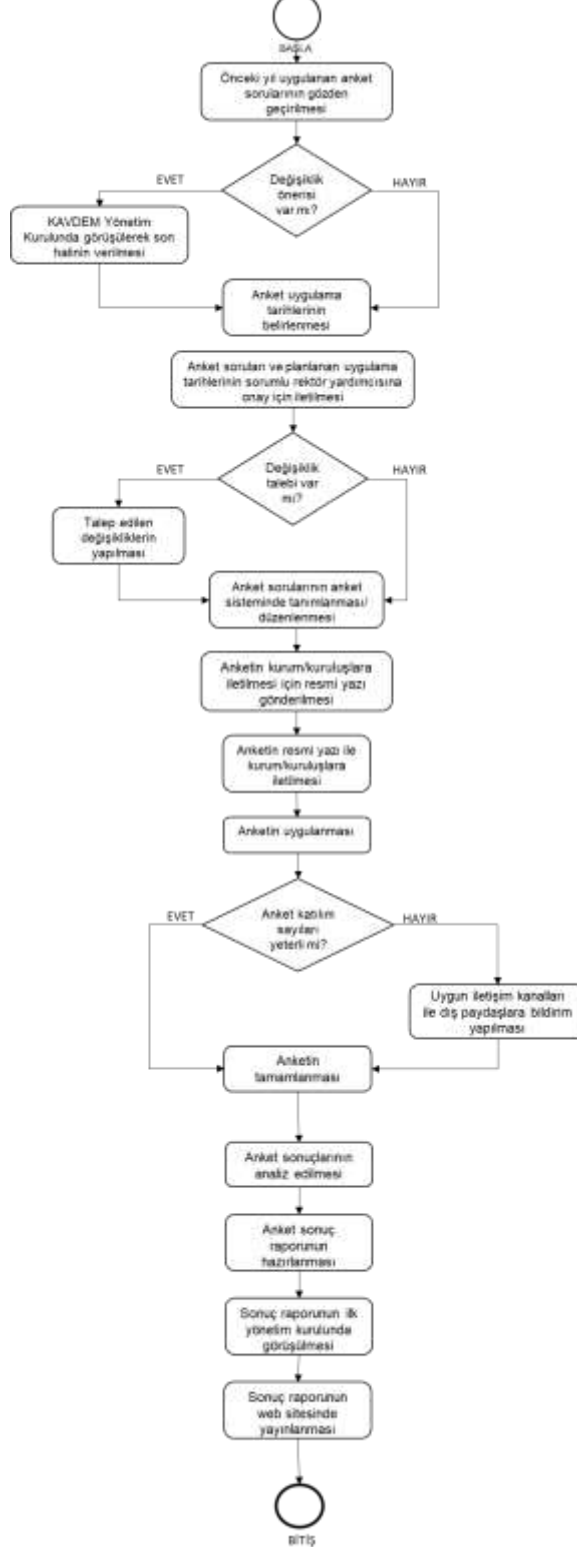 BAŞLA
Önceki yıl uygulanan anket
sorularının gözden
geçirilmesi
Değişiklik
önerisi
var mı?
EVET
HAYIR
KAVDEM Yönetim
Kurulunda görüşülerek son
halinin verilmesi
Anket uygulama
tarihlerinin
belirlenmesi
Anket soruları ve planlanan uygulama
tarihlerinin sorumlu rektör yardımcısına
onay için iletilmesi
Değişiklik
talebi var
mı?
EVET
HAYIR
Talep edilen
değişikliklerin
yapılması
Anket sorularının anket
sisteminde tanımlanması/
düzenlenmesi
Anketin kurum/kuruluşlara
iletilmesi için resmi yazı
gönderilmesi
Anketin resmi yazı ile
kurum/kuruluşlara
iletilmesi
Anketin uygulanması
Anket katılım
sayıları
yeterli mi?
EVET
HAYIR
Uygun iletişim kanalları
ile dış paydaşlara bildirim
yapılması
Anketin
tamamlanması
Anket sonuçlarının
analiz edilmesi
Anket sonuç
raporunun
hazırlanması
Sonuç raporunun ilk
yönetim kurulunda
görüşülmesi
Sonuç raporunun
web sitesinde
yayınlanması
BİTİŞ